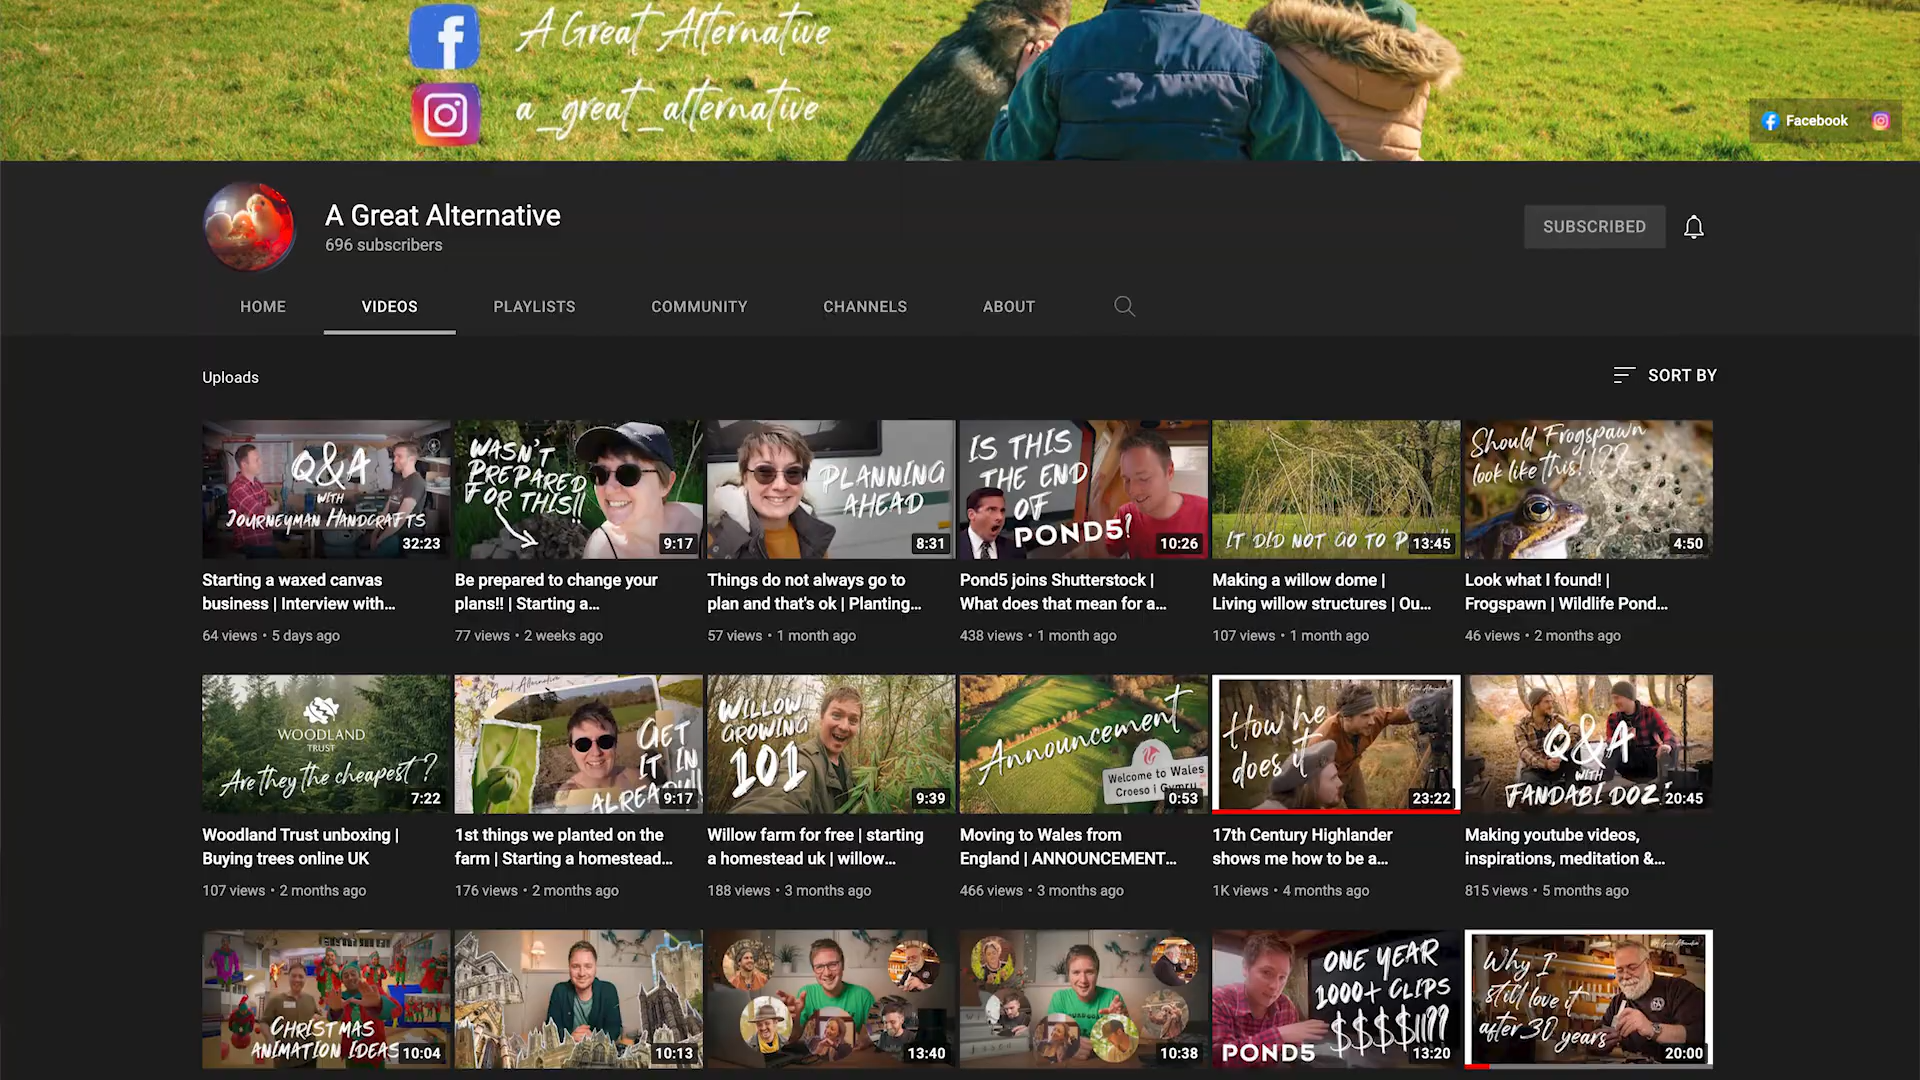 A Great Alternative
a_great_alternative
Facebook
A Great Alternative
696 subscribers
SUBSCRIBED
HOME
VIDEOS
PLAYLISTS
COMMUNITY
CHANNELS
ABOUT
Uploads
SORT BY
Q&A
WITH
JOURNEYMAN HANDCRAFTS
32:23
WASN'T
PREPARED
FOR THIS!!
9:17
PLANNING
AHEAD
8:31
IS THIS
THE END
OF
POND5?
10:26
IT DID NOT GO TO P
13:45
Should Frogspawn
look like this!!??
4:50
Starting a waxed canvas
business | Interview with...
64 views • 5 days ago
Be prepared to change your
plans!! | Starting a...
77 views • 2 weeks ago
Things do not always go to
plan and that's ok | Planting...
57 views • 1 month ago
Pond5 joins Shutterstock |
What does that mean for a...
438 views • 1 month ago
Making a willow dome |
Living willow structures | Ou...
107 views • 1 month ago
Look what I found! |
Frogspawn | Wildlife Pond...
46 views • 2 months ago
WOODLAND
TRUST
Are they the cheapest?
7:22
GET
IT IN
ALREADY
9:17
WILLOW
GROWING
101
9:39
Announcement
Welcome to Wales
Croeso i Gymru
0:53
How he
does it
23:22
Q&A
WITH
FANDABI DOZI
20:45
Woodland Trust unboxing |
Buying trees online UK
107 views • 2 months ago
1st things we planted on the
farm | Starting a homestead...
176 views • 2 months ago
Willow farm for free | starting
a homestead uk | willow...
188 views • 3 months ago
Moving to Wales from
England | ANNOUNCEMENT...
466 views • 3 months ago
17th Century Highlander
shows me how to be a...
1K views • 4 months ago
Making youtube videos,
inspirations, meditation &...
815 views • 5 months ago
CHRISTMAS
ANIMATION IDEAS
10:04
10:13
13:40
10:38
ONE YEAR
1000+ CLIPS
$$$$!!??
POND5
13:20
Why I
still love it
after 30 years
20:00